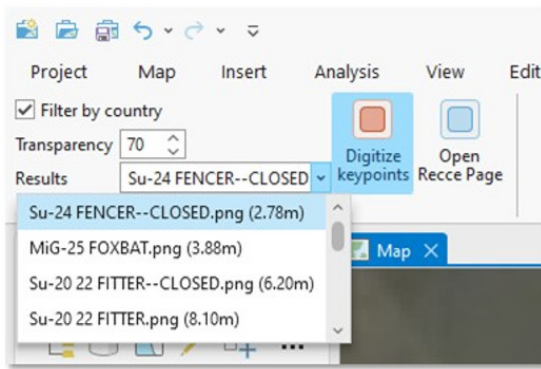 Project Map Insert Analysis View Edit
Filter by country
Transparency 70
Results Su-24 FENCER--CLOSED
Digitize keypoints
Open Recce Page
Su-24 FENCER--CLOSED.png (2.78m)
MiG-25 FOXBAT.png (3.88m)
Su-20 22 FITTER--CLOSED.png (6.20m)
Su-20 22 FITTER.png (8.10m)
Map